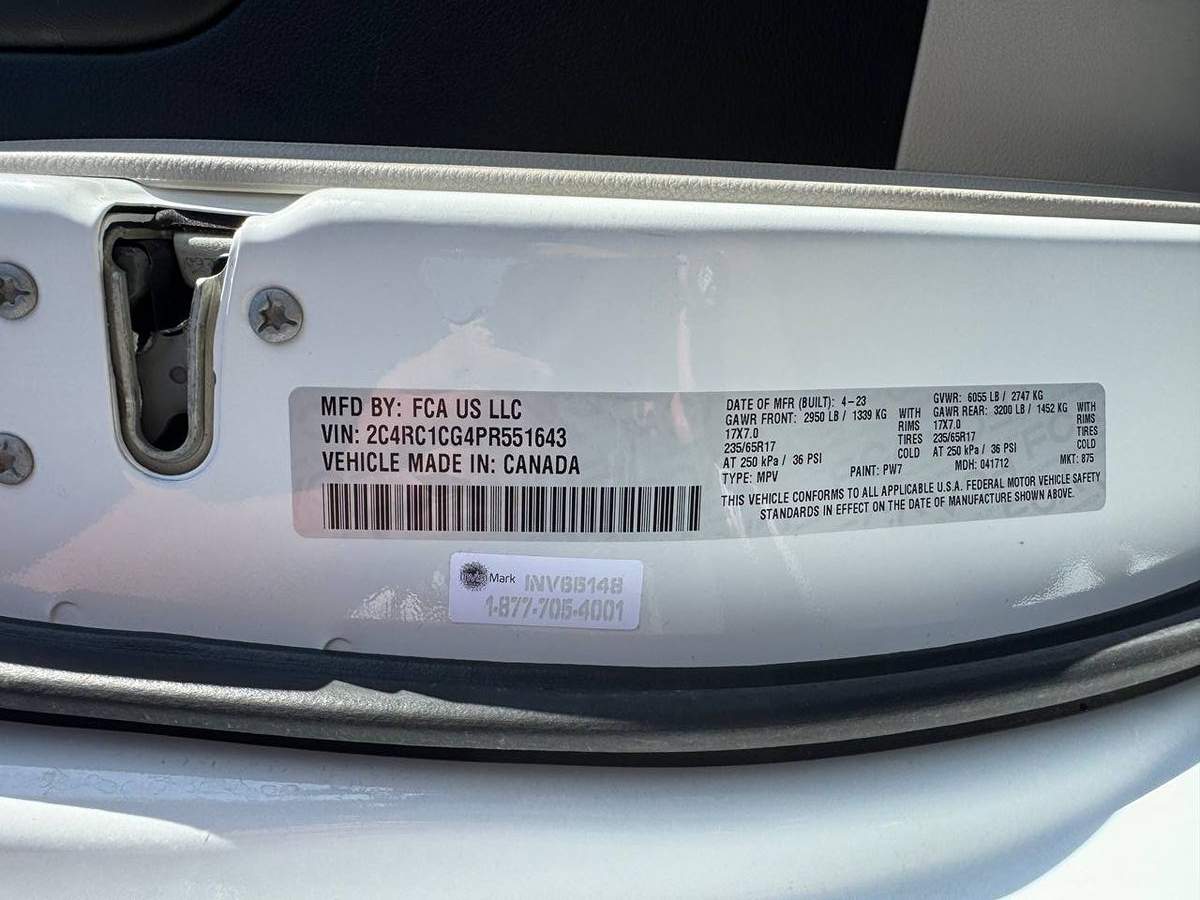 MFD BY: FCA US LLC
VIN: 2C4RC1CG4PR551643
VEHICLE MADE IN: CANADA
DATE OF MFR (BUILT): 4-23
GAWR FRONT: 2950 LB / 1339 KG WITH
17X7.0 RIMS
235/65R17 TIRES
AT 250 kPa / 36 PSI COLD
TYPE: MPV PAINT: PW7
GVWR: 6055 LB / 2747 KG
GAWR REAR: 3200 LB / 1452 KG WITH
17X7.0 RIMS
235/65R17 TIRES
AT 250 kPa / 36 PSI COLD
MDH: 041712 MKT: 875
THIS VEHICLE CONFORMS TO ALL APPLICABLE U.S.A. FEDERAL MOTOR VEHICLE SAFETY
STANDARDS IN EFFECT ON THE DATE OF MANUFACTURE SHOWN ABOVE.
Mark
1-877-705-4001